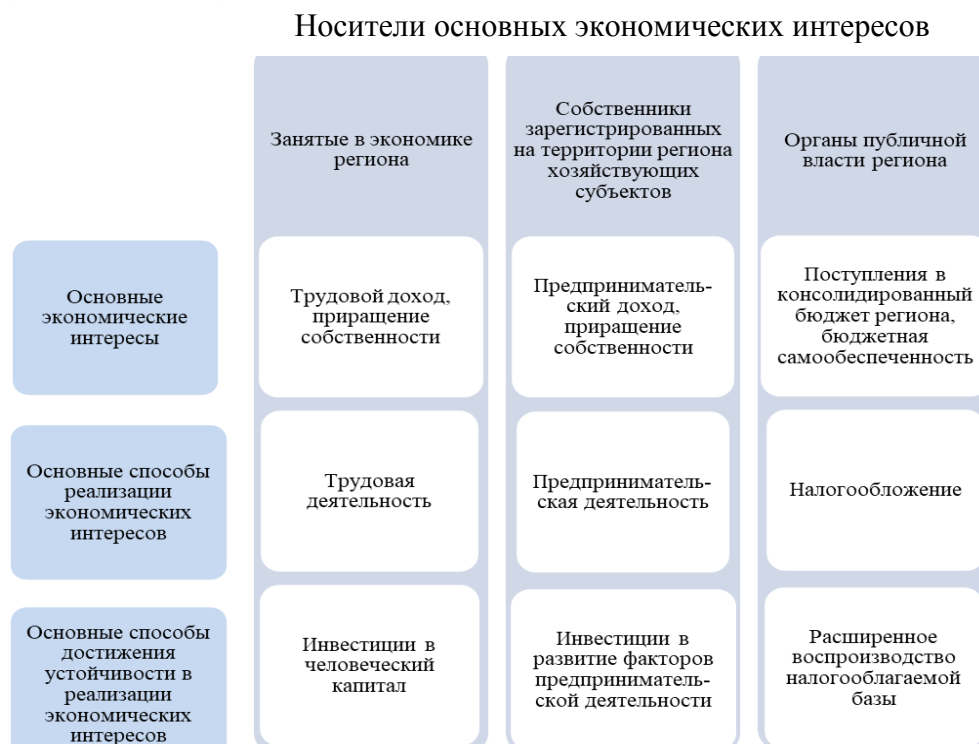 Носители основных экономических интересов
Занятые в экономике
региона
Собственники
зарегистрированных
на территории региона
хозяйствующих
субъектов
Органы публичной
власти региона
Основные
экономические
интересы
Трудовой доход,
приращение
собственности
Предприниматель-
ский доход,
приращение
собственности
Поступления в
консолидированный
бюджет региона,
бюджетная
самообеспеченность
Основные способы
реализации
экономических
интересов
Трудовая
деятельность
Предприниматель-
ская деятельность
Налогообложение
Основные способы
достижения
устойчивости в
реализации
экономических
интересов
Инвестиции в
человеческий
капитал
Инвестиции в
развитие факторов
предприниматель-
ской деятельности
Расширенное
воспроизводство
налогооблагаемой
базы